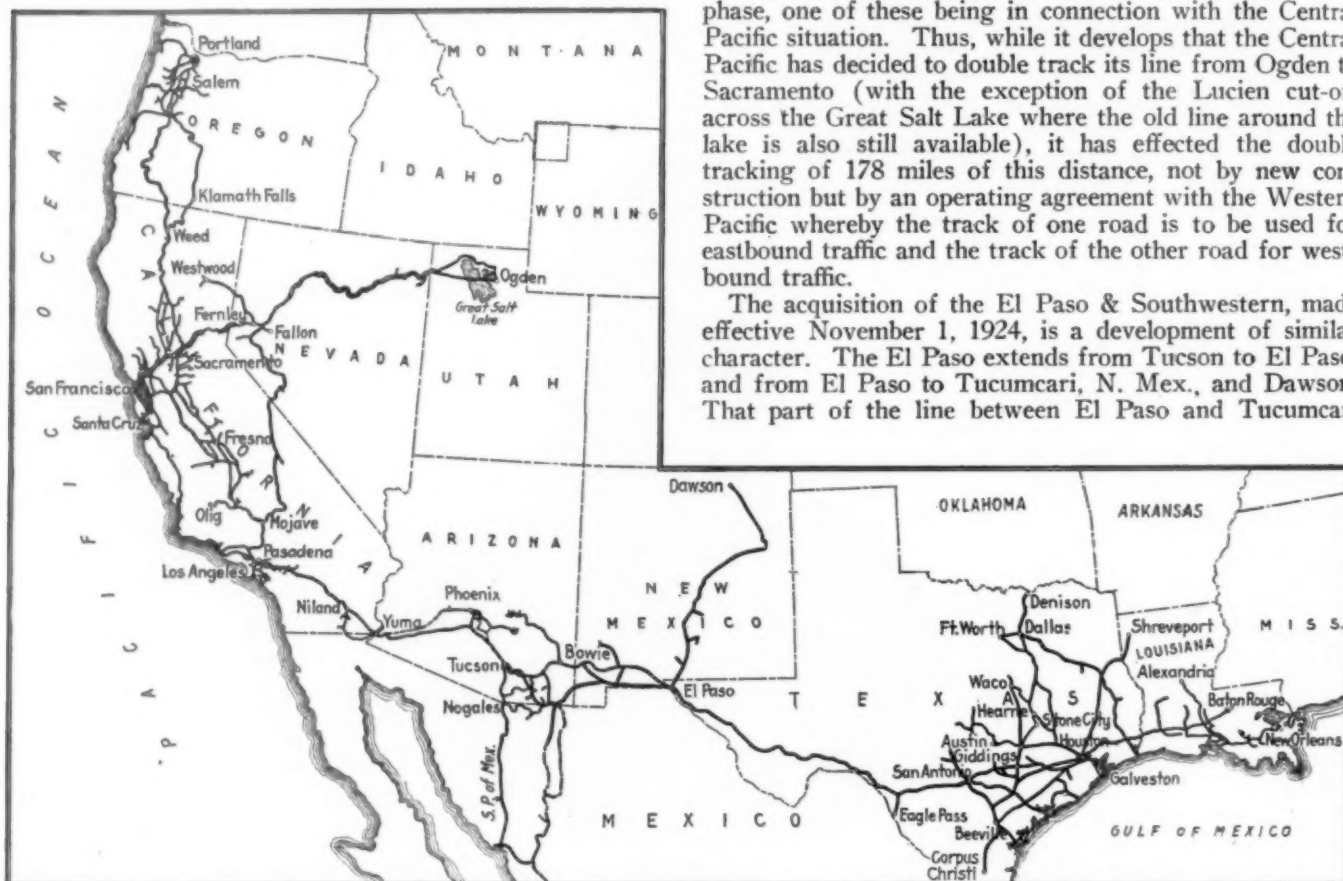 phase, one of these being in connection with the Centra
Pacific situation. Thus, while it develops that the Centra
Pacific has decided to double track its line from Ogden t
Sacramento (with the exception of the Lucien cut-o
across the Great Salt Lake where the old line around th
lake is also still available), it has effected the doubl
tracking of 178 miles of this distance, not by new con
struction but by an operating agreement with the Wester
Pacific whereby the track of one road is to be used fo
eastbound traffic and the track of the other road for west
bound traffic.
The acquisition of the El Paso & Southwestern, mad
effective November 1, 1924, is a development of simila
character. The El Paso extends from Tucson to El Paso
and from El Paso to Tucumcari, N. Mex., and Dawson
That part of the line between El Paso and Tucumcar
Portland
MONTANA
Salem
OREGON
IDAHO
WYOMING
Klamath Falls
Weed
Westwood
Ogden
Great Salt
Lake
Fernley
Fallon
NEVADA
Sacramento
UTAH
San Francisco
Santa Cruz
CALIFORNIA
Fresno
PACIFIC OCEAN
Olig
Mojave
Pasadena
Los Angeles
ARIZONA
Niland
Yuma
Phoenix
Tucson
Nogales
Bowie
NEW
MEXICO
Dawson
El Paso
S.P. of Mex.
MEXICO
OKLAHOMA
ARKANSAS
Denison
Ft. Worth
Dallas
Shreveport
LOUISIANA
MISS.
Alexandria
Waco
TEXAS
Hearne
Stone City
Baton Rouge
Austin
Houston
New Orleans
Giddings
San Antonio
Galveston
Eagle Pass
Beeville
GULF OF MEXICO
Corpus
Christi